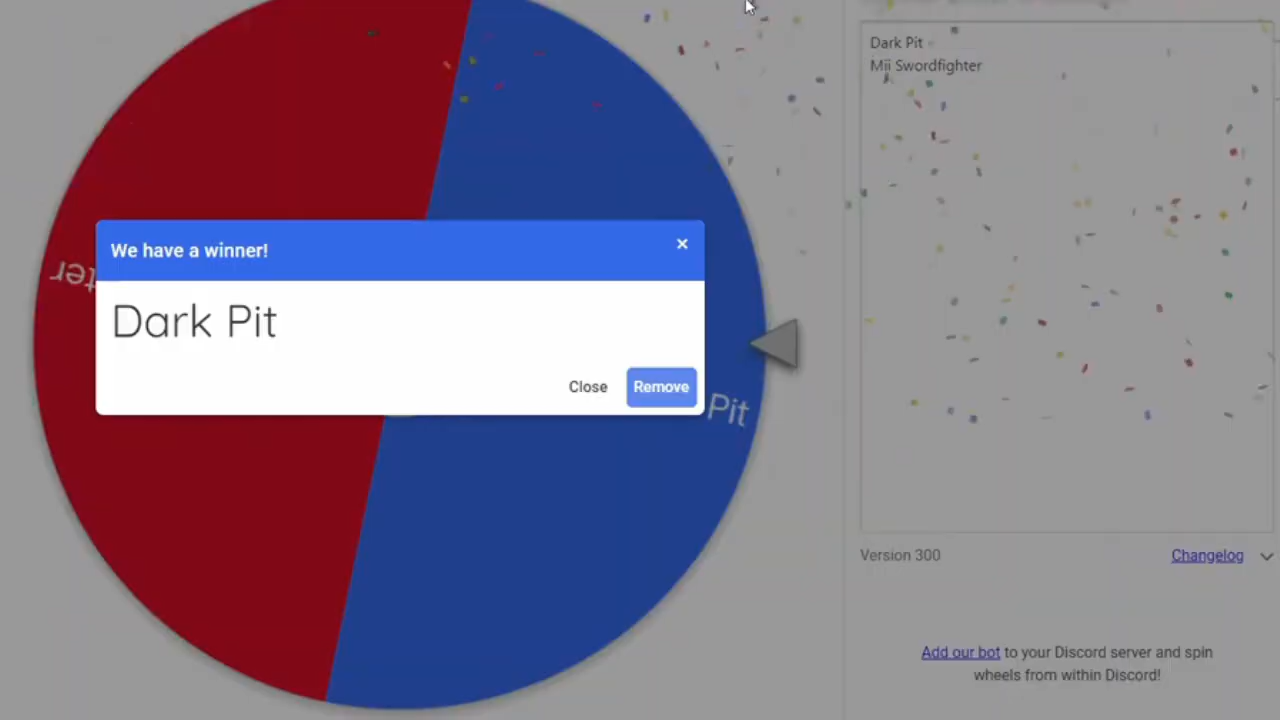 Dark Pit
Mii Swordfighter
ter
We have a winner!
×
Dark Pit
Close
Remove
Pit
Version 300
Changelog
Add our bot to your Discord server and spin
wheels from within Discord!